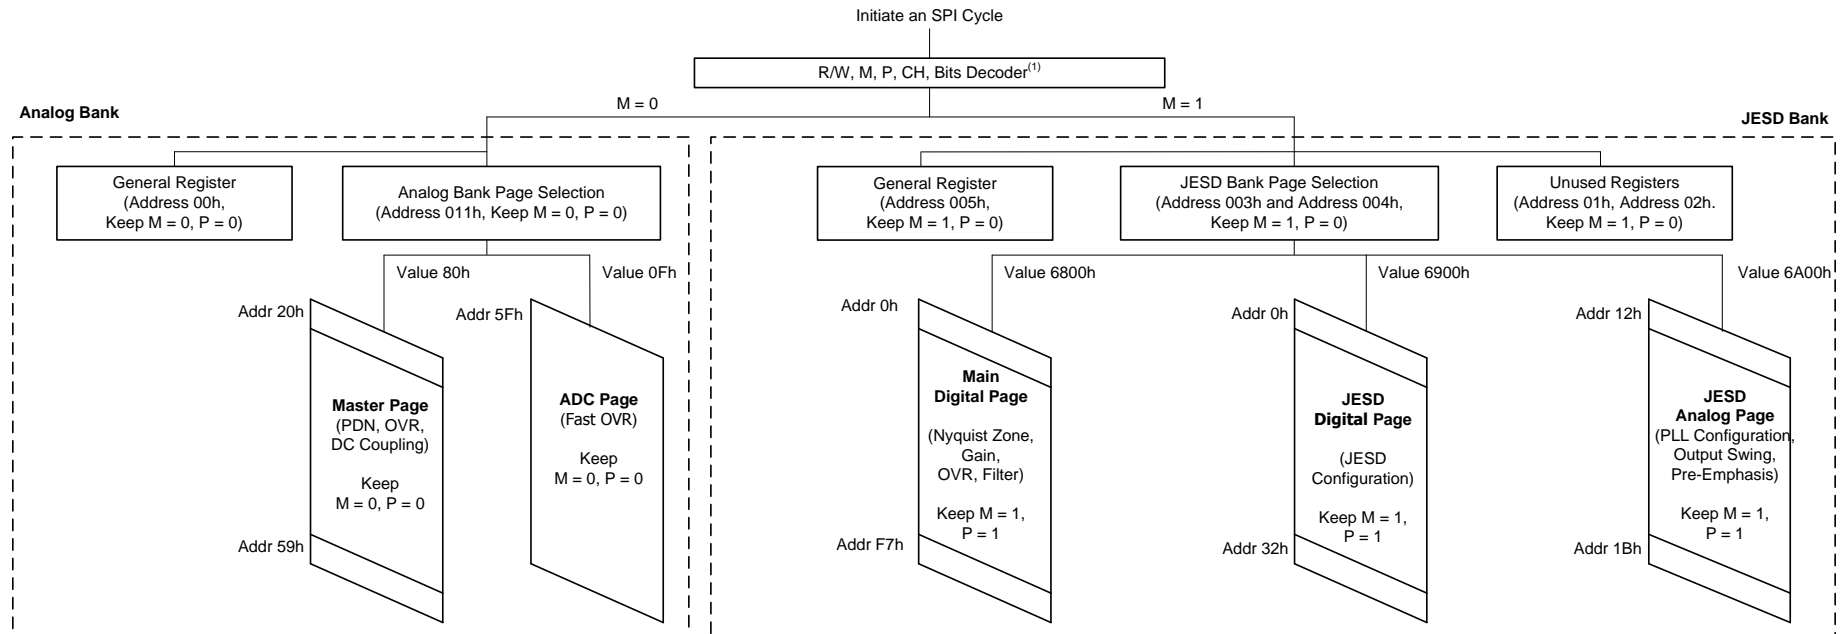 Initiate an SPI Cycle
R/W, M, P, CH, Bits Decoder(1)
M = 0
M = 1
Analog Bank
JESD Bank
General Register
(Address 00h,
Keep M = 0, P = 0)
Analog Bank Page Selection
(Address 011h, Keep M = 0, P = 0)
General Register
(Address 005h,
Keep M = 1, P = 0)
JESD Bank Page Selection
(Address 003h and Address 004h,
Keep M = 1, P = 0)
Unused Registers
(Address 01h, Address 02h.
Keep M = 1, P = 0)
Value 80h
Value 0Fh
Value 6800h
Value 6900h
Value 6A00h
Addr 20h
Master Page
(PDN, OVR,
DC Coupling)
Keep
M = 0, P = 0
Addr 59h
Addr 5Fh
ADC Page
(Fast OVR)
Keep
M = 0, P = 0
Addr 0h
Main
Digital Page
(Nyquist Zone,
Gain,
OVR, Filter)
Keep M = 1,
P = 1
Addr F7h
Addr 0h
JESD
Digital Page
(JESD
Configuration)
Keep M = 1,
P = 1
Addr 32h
Addr 12h
JESD
Analog Page
(PLL Configuration,
Output Swing,
Pre-Emphasis)
Keep M = 1,
P = 1
Addr 1Bh